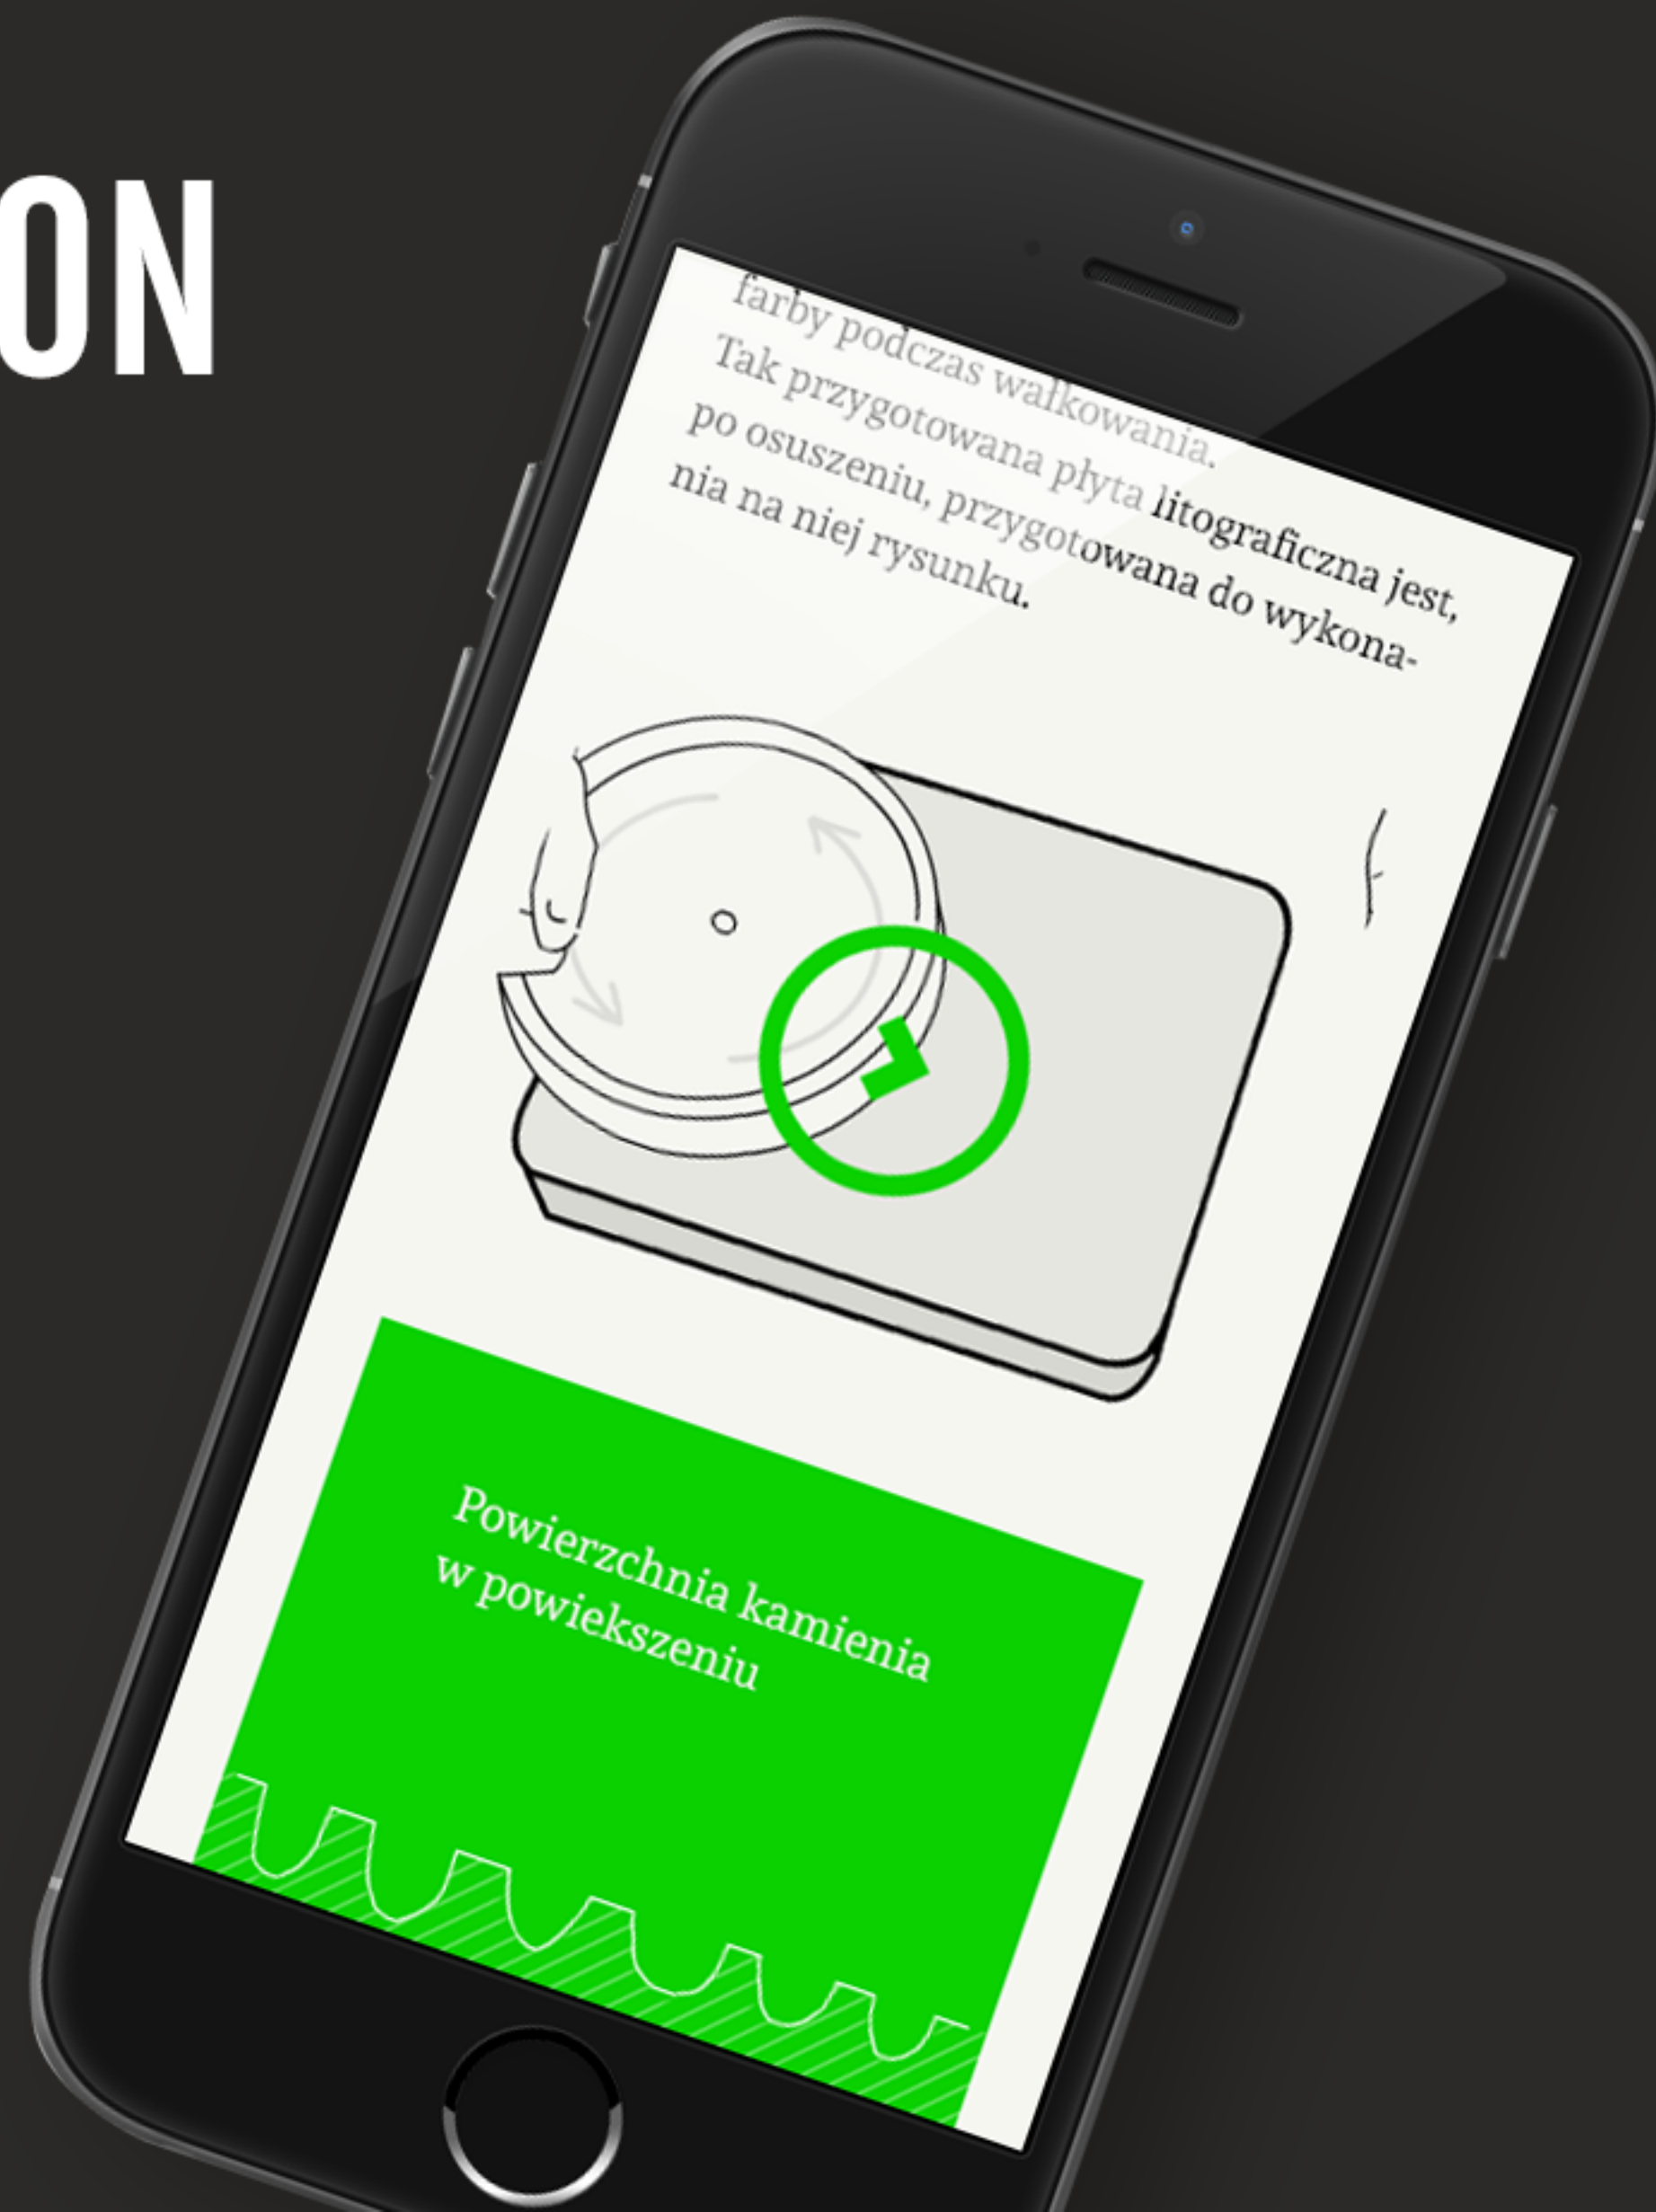 ON
farby podczas wałkowania.
Tak przygotowana płyta litograficzna jest,
po osuszeniu, przygotowana do wykona-
nia na niej rysunku.
Powierzchnia kamienia
w powiekszeniu